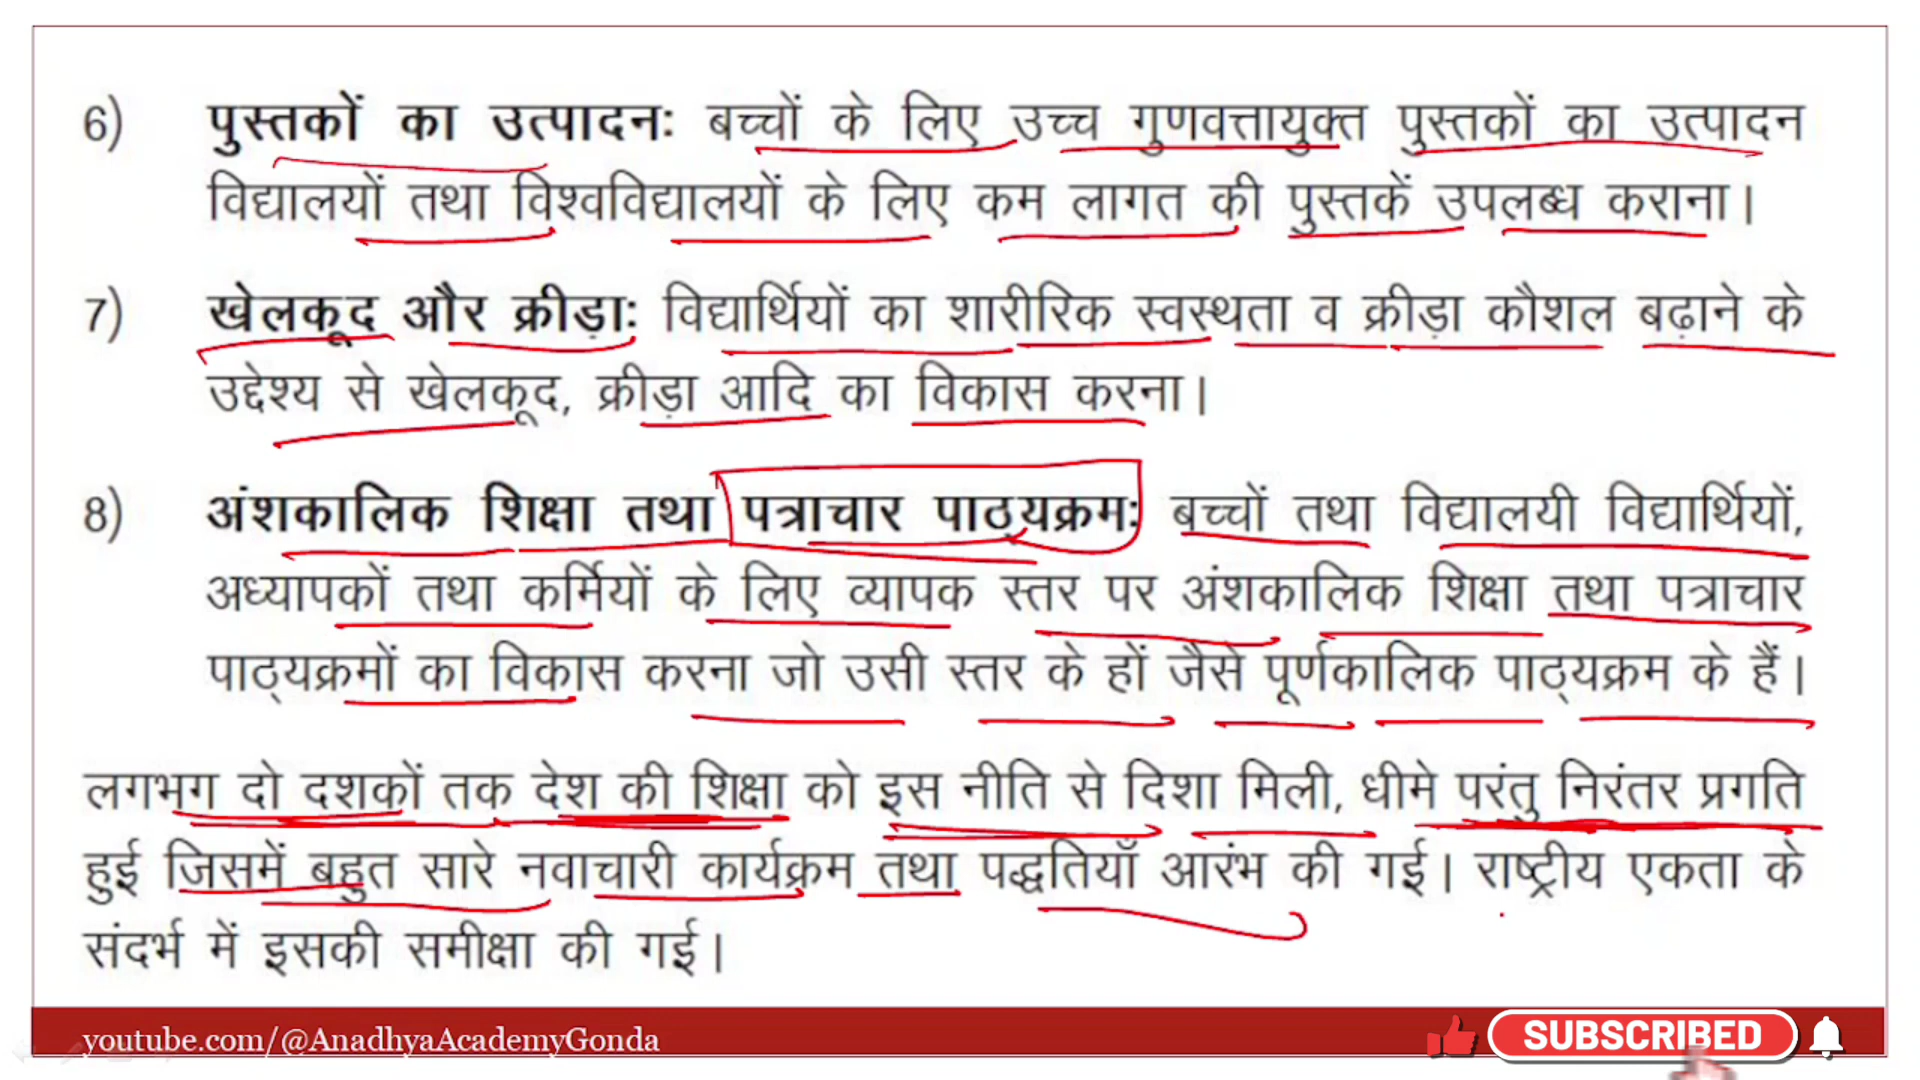 6) पुस्तकों का उत्पादन: बच्चों के लिए उच्च गुणवत्तायुक्त पुस्तकों का उत्पादन
विद्यालयों तथा विश्वविद्यालयों के लिए कम लागत की पुस्तकें उपलब्ध कराना।
7) खेलकूद और क्रीड़ा: विद्यार्थियों का शारीरिक स्वस्थता व क्रीड़ा कौशल बढ़ाने के
उद्देश्य से खेलकूद, क्रीड़ा आदि का विकास करना।
8) अंशकालिक शिक्षा तथा पत्राचार पाठ्यक्रम: बच्चों तथा विद्यालयी विद्यार्थियों,
अध्यापकों तथा कर्मियों के लिए व्यापक स्तर पर अंशकालिक शिक्षा तथा पत्राचार
पाठ्यक्रमों का विकास करना जो उसी स्तर के हों जैसे पूर्णकालिक पाठ्यक्रम के हैं।
लगभग दो दशकों तक देश की शिक्षा को इस नीति से दिशा मिली, धीमे परंतु निरंतर प्रगति
हुई जिसमें बहुत सारे नवाचारी कार्यक्रम तथा पद्धतियाँ आरंभ की गई। राष्ट्रीय एकता के
संदर्भ में इसकी समीक्षा की गई।
youtube.com/@AnadhyaAcademyGonda
SUBSCRIBED